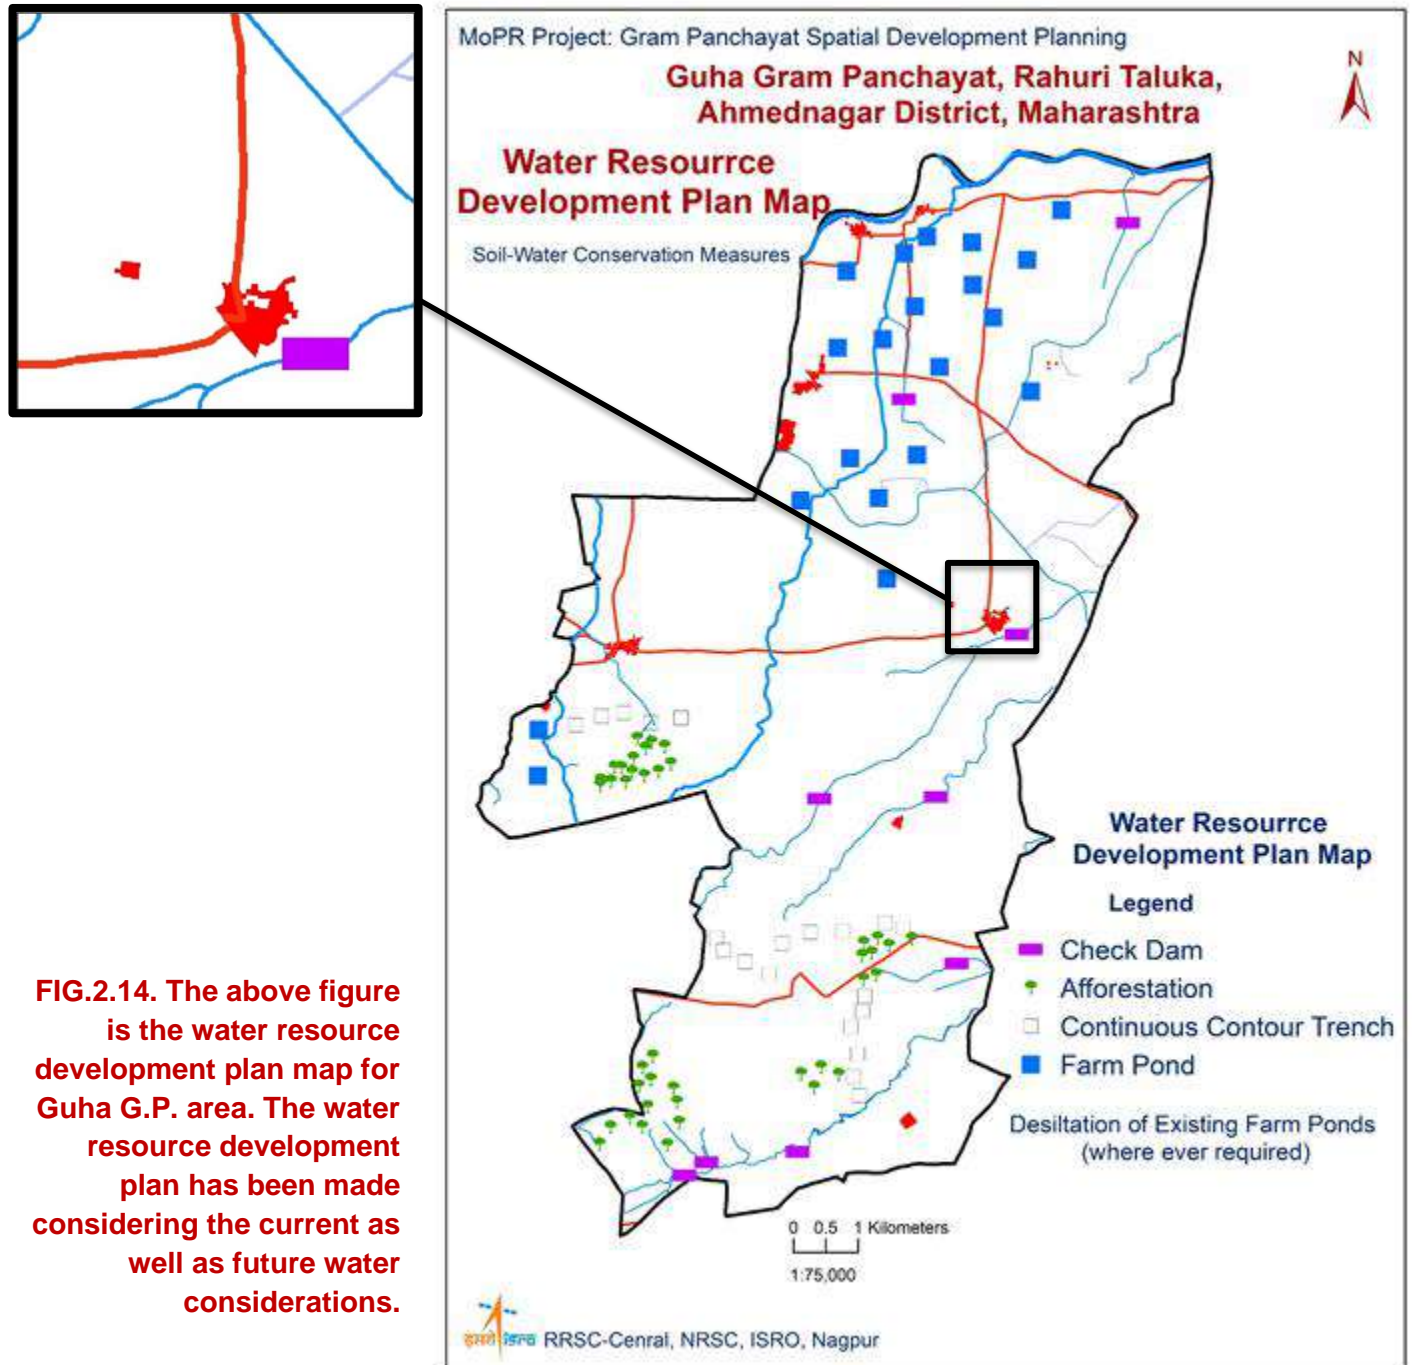 MoPR Project: Gram Panchayat Spatial Development Planning
Guha Gram Panchayat, Rahuri Taluka,
Ahmednagar District, Maharashtra
N
Water Resourrce
Development Plan Map
Soil-Water Conservation Measures
Water Resourrce
Development Plan Map
Legend
Check Dam
Afforestation
Continuous Contour Trench
Farm Pond
Desiltation of Existing Farm Ponds
(where ever required)
0 0.5 1 Kilometers
1:75,000
इसरो isro RRSC-Cenral, NRSC, ISRO, Nagpur
FIG.2.14. The above figure
is the water resource
development plan map for
Guha G.P. area. The water
resource development
plan has been made
considering the current as
well as future water
considerations.